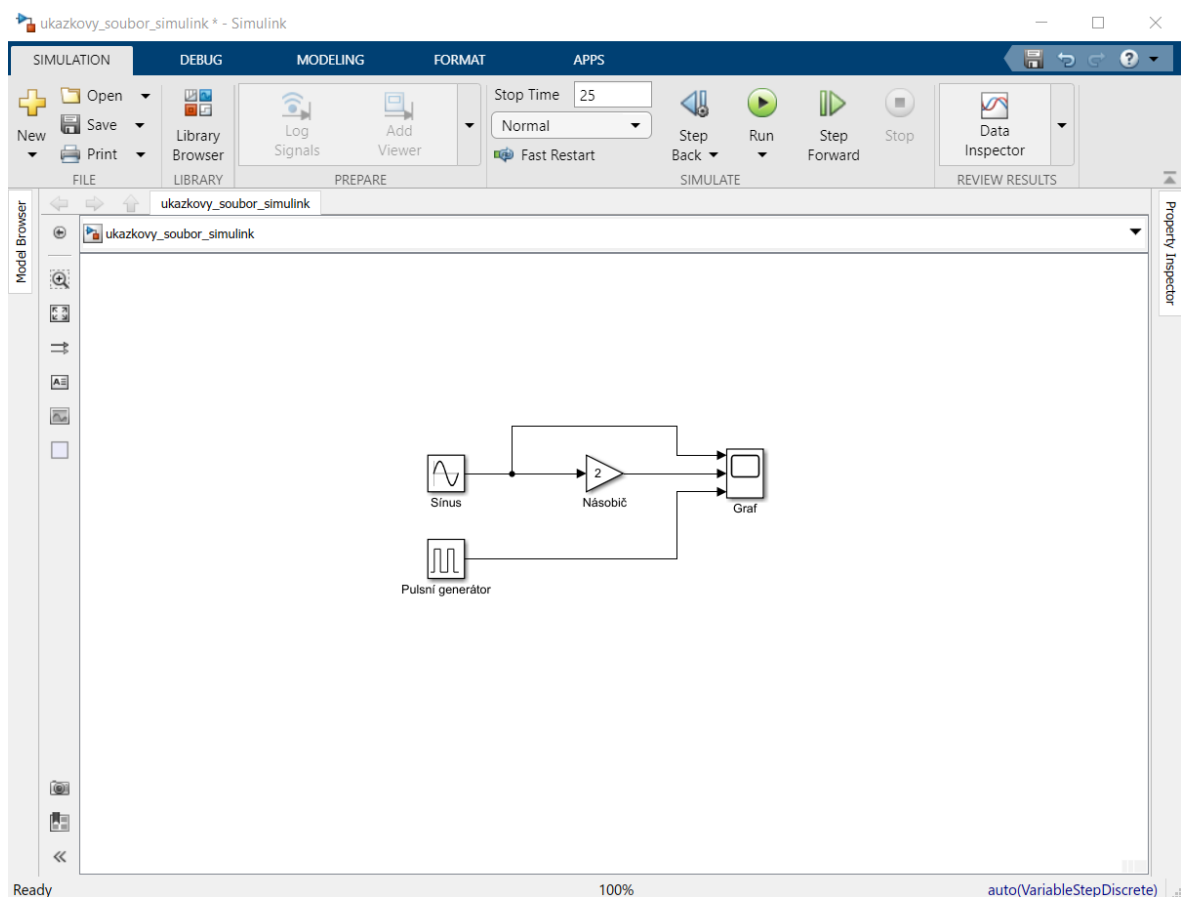 ukazkovy_soubor_simulink * - Simulink
SIMULATION DEBUG MODELING FORMAT APPS
New
Open
Save
Print
FILE
Library
Browser
LIBRARY
Log
Signals
Add
Viewer
PREPARE
Stop Time 25
Normal
Fast Restart
Step
Back
Run
Step
Forward
Stop
SIMULATE
Data
Inspector
REVIEW RESULTS
Model Browser
ukazkovy_soubor_simulink
ukazkovy_soubor_simulink
Property Inspector
Sínus
2
Násobič
Graf
Pulsní generátor
Ready 100% auto(VariableStepDiscrete)